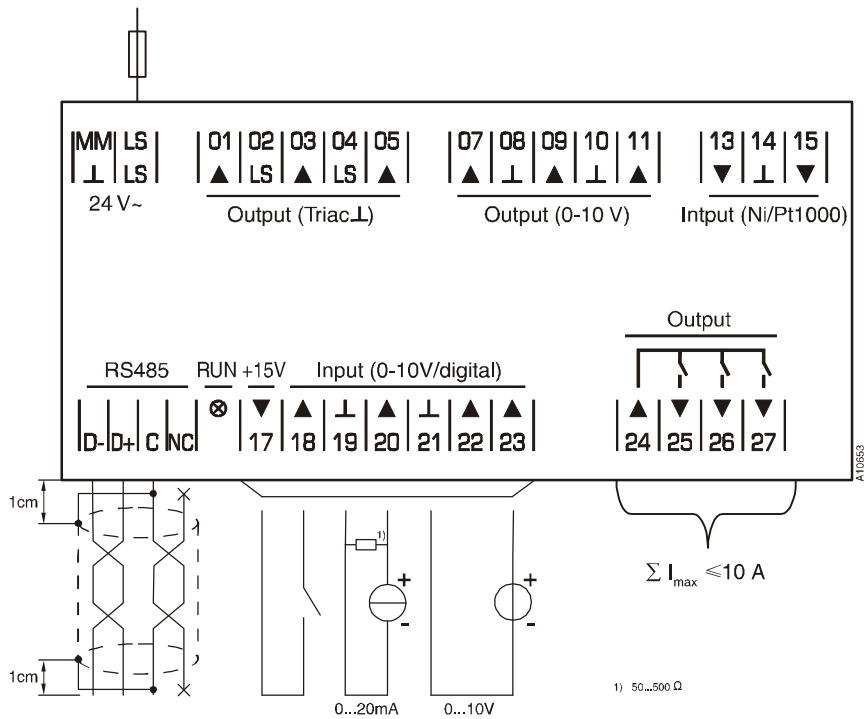 MM LS 01 02 03 04 05 07 08 09 10 11 13 14 15
⊥ LS ▲ LS ▲ LS ▲ ▲ ⊥ ▲ ⊥ ▲ ▼ ⊥ ▼
24 V~ Output (Triac⊥) Output (0-10 V) Intput (Ni/Pt1000)
Output
RS485 RUN +15V Input (0-10V/digital)
D- D+ C NC 17 18 19 20 21 22 23 24 25 26 27
A10653
1cm
1)
+
-
+
-
∑ Imax ≤10 A
1cm
0...20mA 0...10V
1) 50...500 Ω